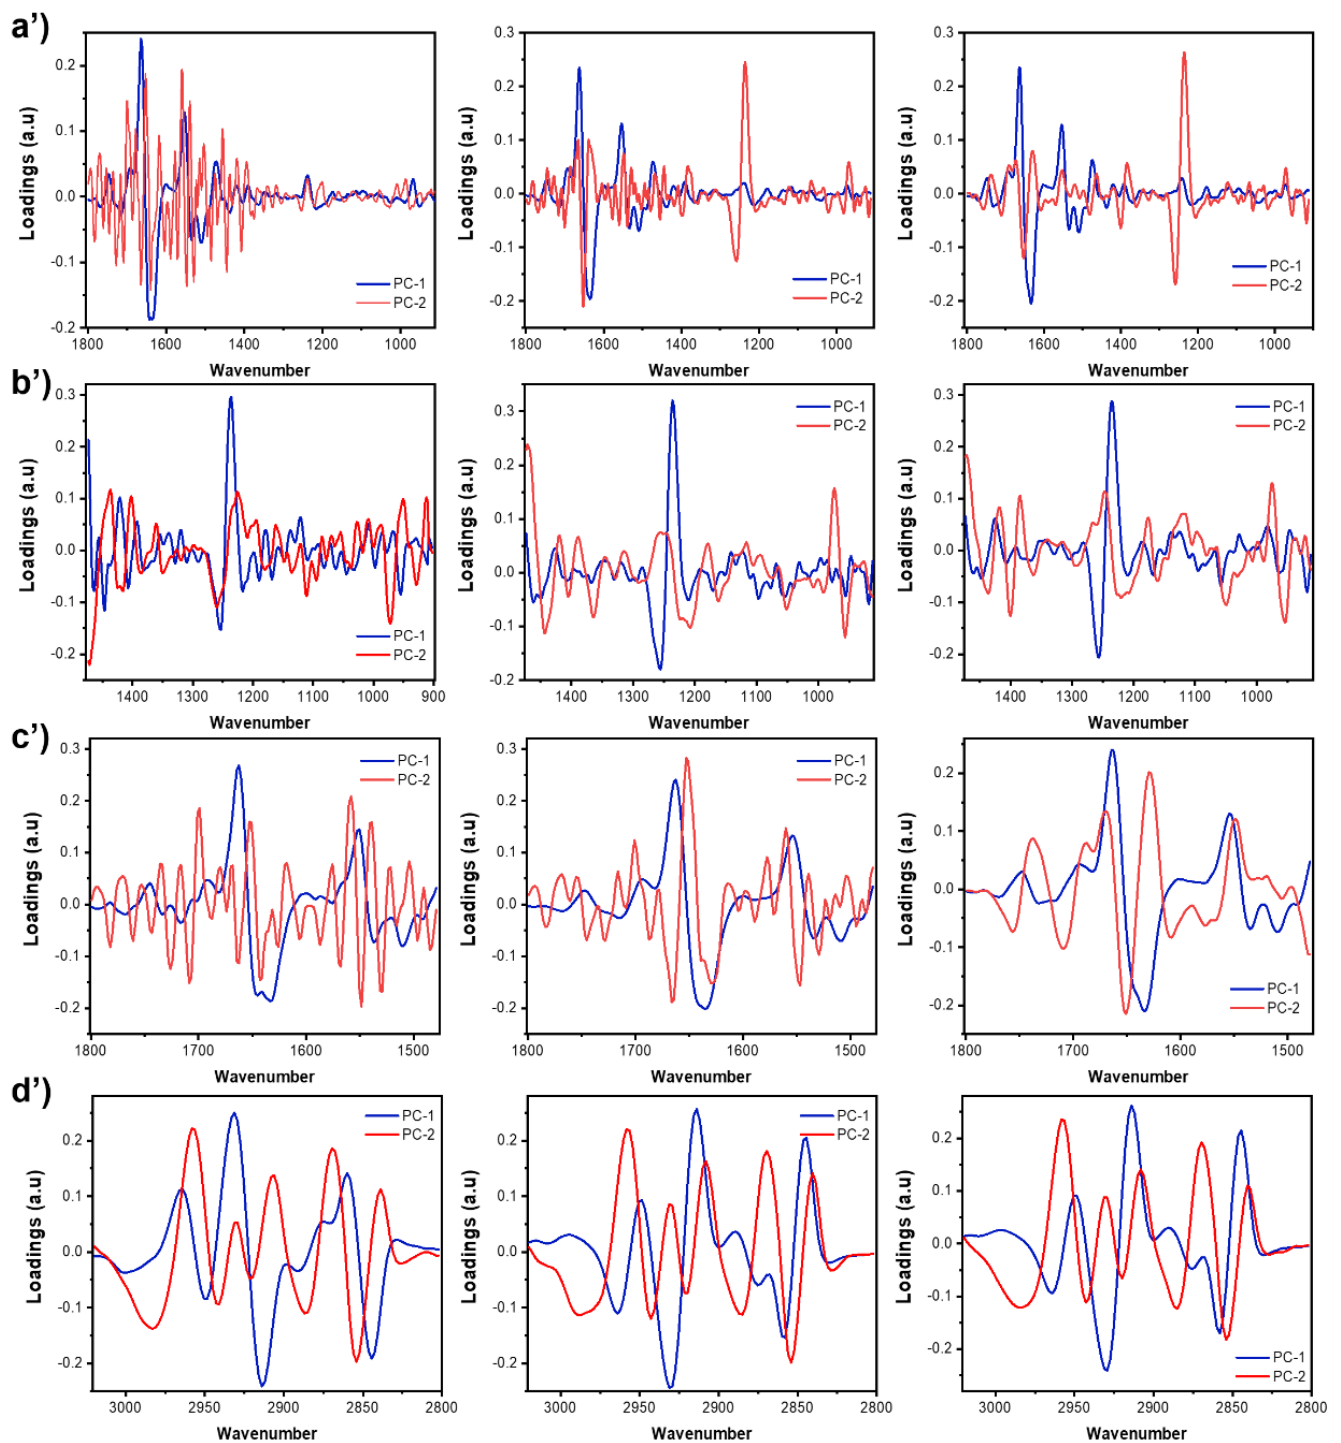 a’)
Loadings (a.u)
0.2
0.1
0.0
-0.1
-0.2
PC-1
PC-2
1800 1600 1400 1200 1000
Wavenumber
Loadings (a.u)
0.3
0.2
0.1
0.0
-0.1
-0.2
PC-1
PC-2
1800 1600 1400 1200 1000
Wavenumber
Loadings (a.u)
0.3
0.2
0.1
0.0
-0.1
-0.2
PC-1
PC-2
1800 1600 1400 1200 1000
Wavenumber
b’)
Loadings (a.u)
0.3
0.2
0.1
0.0
-0.1
-0.2
PC-1
PC-2
1400 1300 1200 1100 1000 900
Wavenumber
Loadings (a.u)
0.3
0.2
0.1
0.0
-0.1
-0.2
PC-1
PC-2
1400 1300 1200 1100 1000
Wavenumber
Loadings (a.u)
0.3
0.2
0.1
0.0
-0.1
-0.2
PC-1
PC-2
1400 1300 1200 1100 1000
Wavenumber
c’)
Loadings (a.u)
0.3
0.2
0.1
0.0
-0.1
-0.2
PC-1
PC-2
1800 1700 1600 1500
Wavenumber
Loadings (a.u)
0.3
0.2
0.1
0.0
-0.1
-0.2
PC-1
PC-2
1800 1700 1600 1500
Wavenumber
Loadings (a.u)
0.2
0.1
0.0
-0.1
-0.2
PC-1
PC-2
1800 1700 1600 1500
Wavenumber
d’)
Loadings (a.u)
0.2
0.1
0.0
-0.1
-0.2
PC-1
PC-2
3000 2950 2900 2850 2800
Wavenumber
Loadings (a.u)
0.2
0.1
0.0
-0.1
-0.2
PC-1
PC-2
3000 2950 2900 2850 2800
Wavenumber
Loadings (a.u)
0.2
0.1
0.0
-0.1
-0.2
PC-1
PC-2
3000 2950 2900 2850 2800
Wavenumber